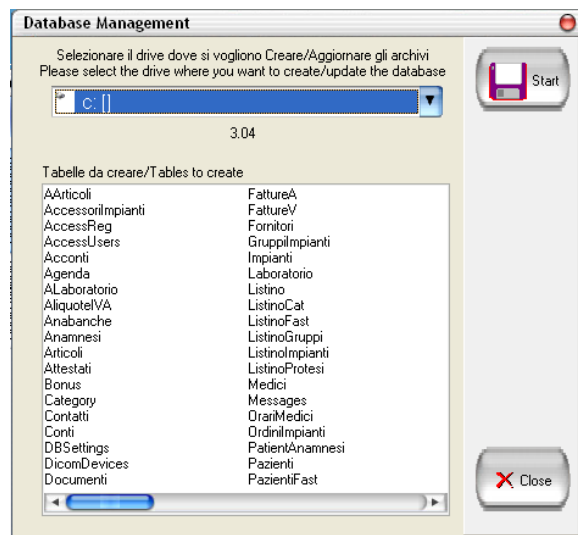 Database Management
Selezionare il drive dove si vogliono Creare/Aggiornare gli archivi
Please select the drive where you want to create/update the database
Start
c: []
3.04
Tabelle da creare/Tables to create
AArticoli
AccessoriImpianti
AccessReg
AccessUsers
Acconti
Agenda
ALaboratorio
AliquoteIVA
Anabanche
Anamnesi
Articoli
Attestati
Bonus
Category
Contatti
Conti
DBSettings
DicomDevices
Documenti
FattureA
FattureV
Fornitori
GruppiImpianti
Impianti
Laboratorio
Listino
ListinoCat
ListinoFast
ListinoGruppi
ListinoImpianti
ListinoProtesi
Medici
Messages
OrariMedici
OrdiniImpianti
PatientAnamnesi
Pazienti
PazientiFast
Close